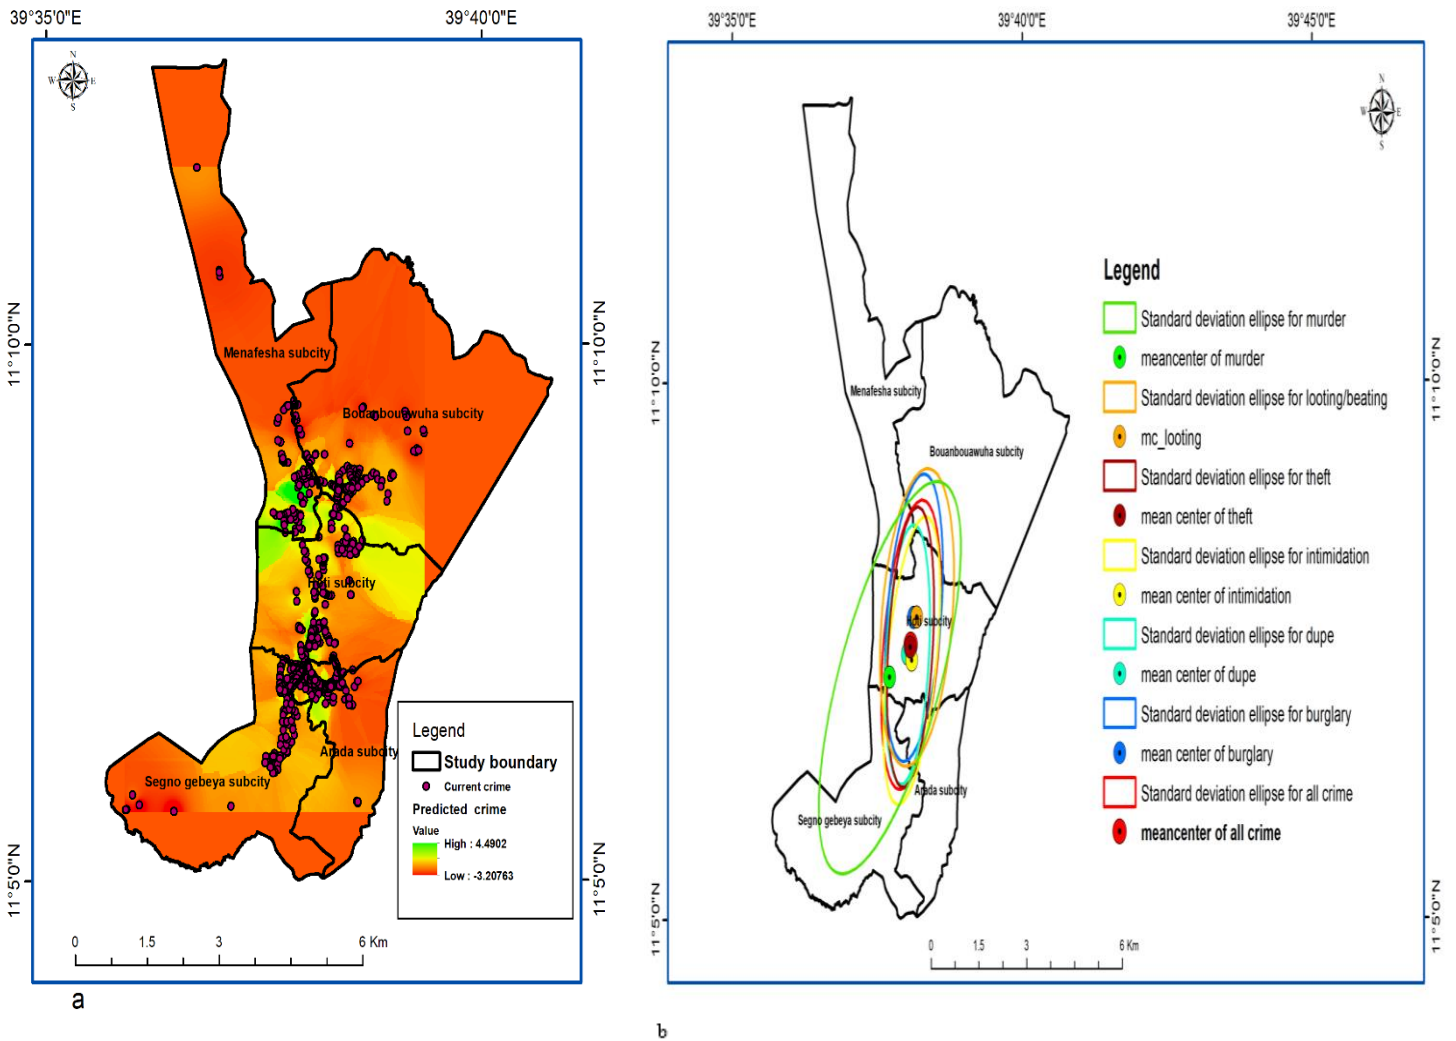 39°35'0"E
39°40'0"E
N
W
E
S
11°10'0"N
11°10'0"N
Menafesha subcity
Bouanbouawuha subcity
Hoti subcity
Arada subcity
Segno gebeya subcity
Legend
Study boundary
Current crime
Predicted crime
Value
High : 4.4902
Low : -3.20763
11°5'0"N
11°5'0"N
0
1.5
3
6 Km
a
39°35'0"E
39°40'0"E
39°45'0"E
N
W
E
S
11°10'0"N
11°10'0"N
Menafesha subcity
Bouanbouawuha subcity
Hoti subcity
Arada subcity
Segno gebeya subcity
Legend
Standard deviation ellipse for murder
meancenter of murder
Standard deviation ellipse for looting/beating
mc_looting
Standard deviation ellipse for theft
mean center of theft
Standard deviation ellipse for intimidation
mean center of intimidation
Standard deviation ellipse for dupe
mean center of dupe
Standard deviation ellipse for burglary
mean center of burglary
Standard deviation ellipse for all crime
meancenter of all crime
11°5'0"N
11°5'0"N
0
1.5
3
6 Km
b